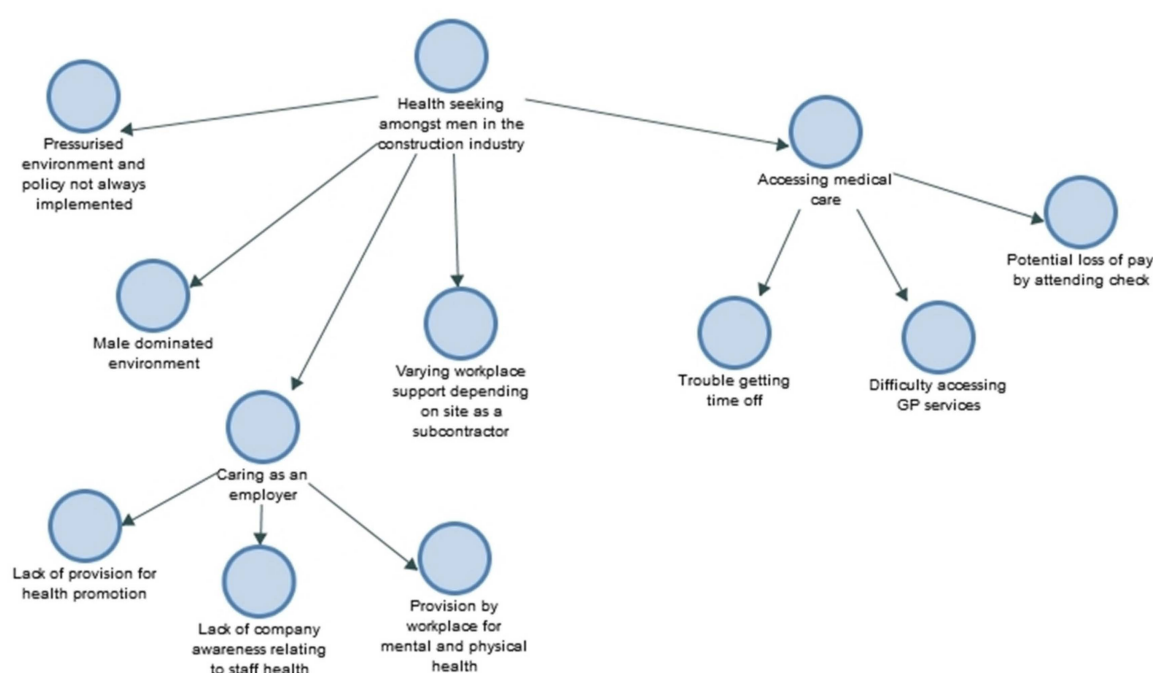 Health seeking
amongst men in the
construction industry
Pressurised
environment and
policy not always
implemented
Accessing medical
care
Potential loss of pay
by attending check
Male dominated
environment
Varying workplace
support depending
on site as a
subcontractor
Trouble getting
time off
Difficulty accessing
GP services
Caring as an
employer
Lack of provision for
health promotion
Lack of company
awareness relating
to staff health
Provision by
workplace for
mental and physical
health